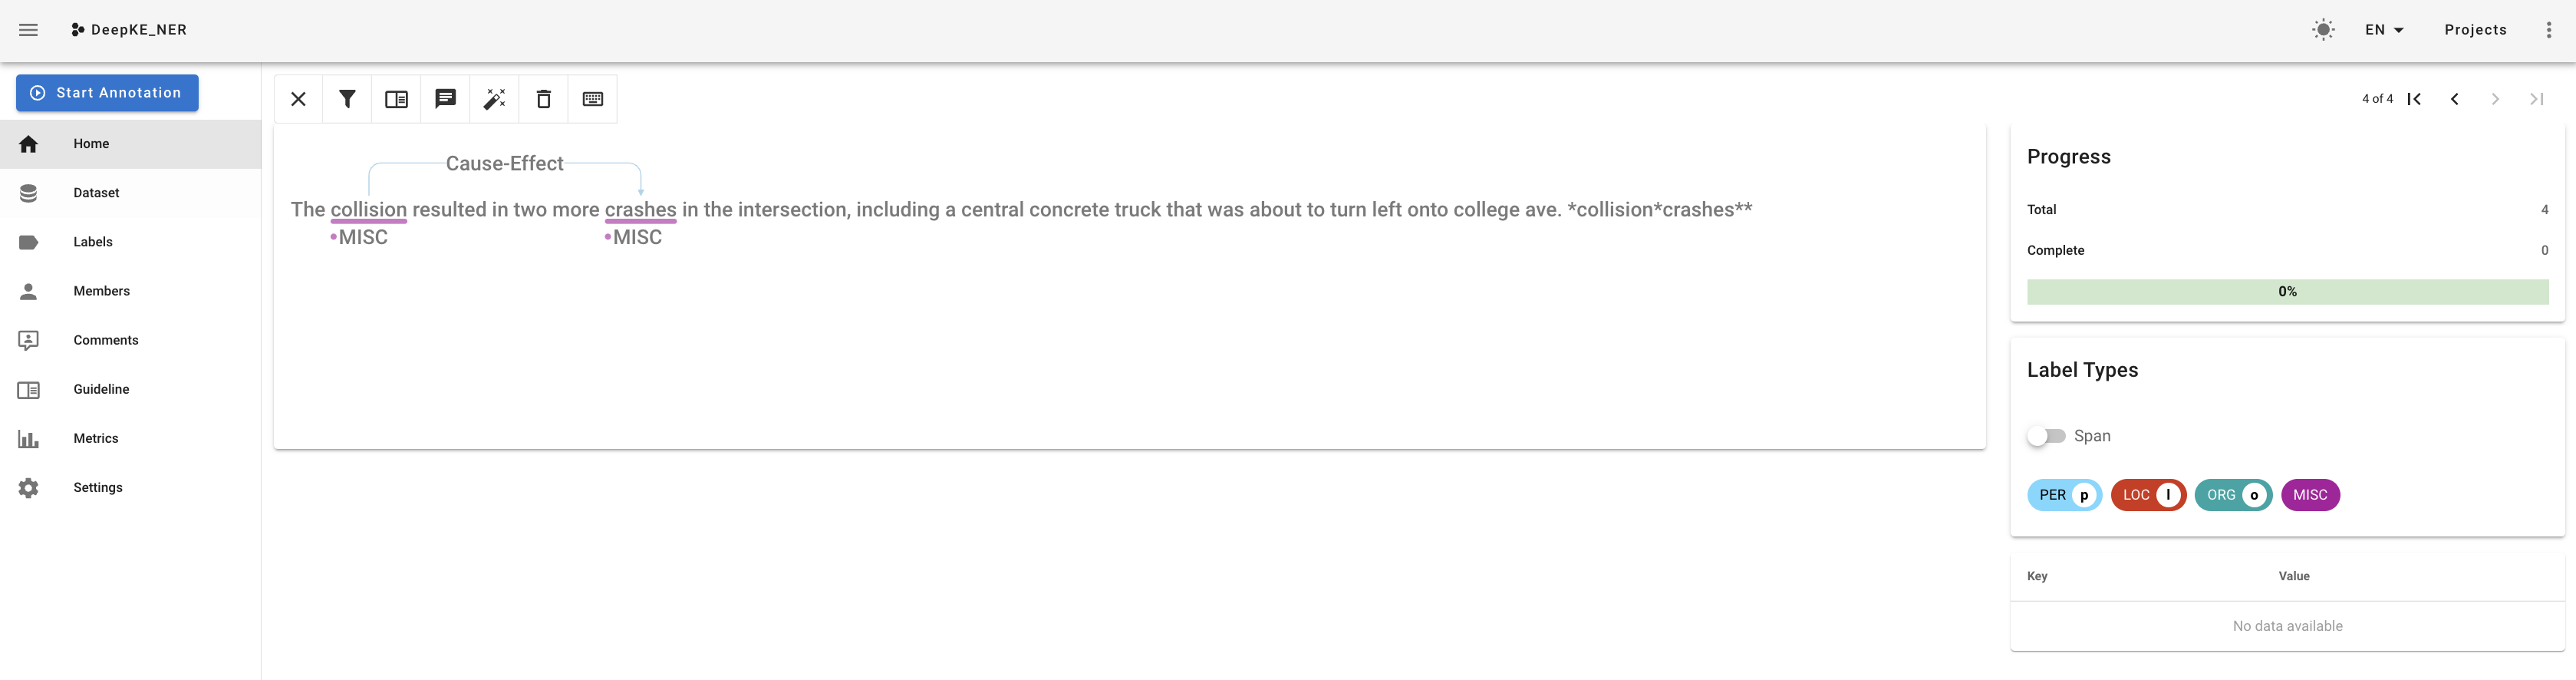 DeepKE_NER
EN
Projects
Start Annotation
Home
Dataset
Labels
Members
Comments
Guideline
Metrics
Settings
4 of 4
Cause-Effect
The collision resulted in two more crashes in the intersection, including a central concrete truck that was about to turn left onto college ave. *collision*crashes**
•MISC •MISC
Progress
Total 4
Complete 0
0%
Label Types
Span
PER p LOC l ORG o MISC
Key Value
No data available